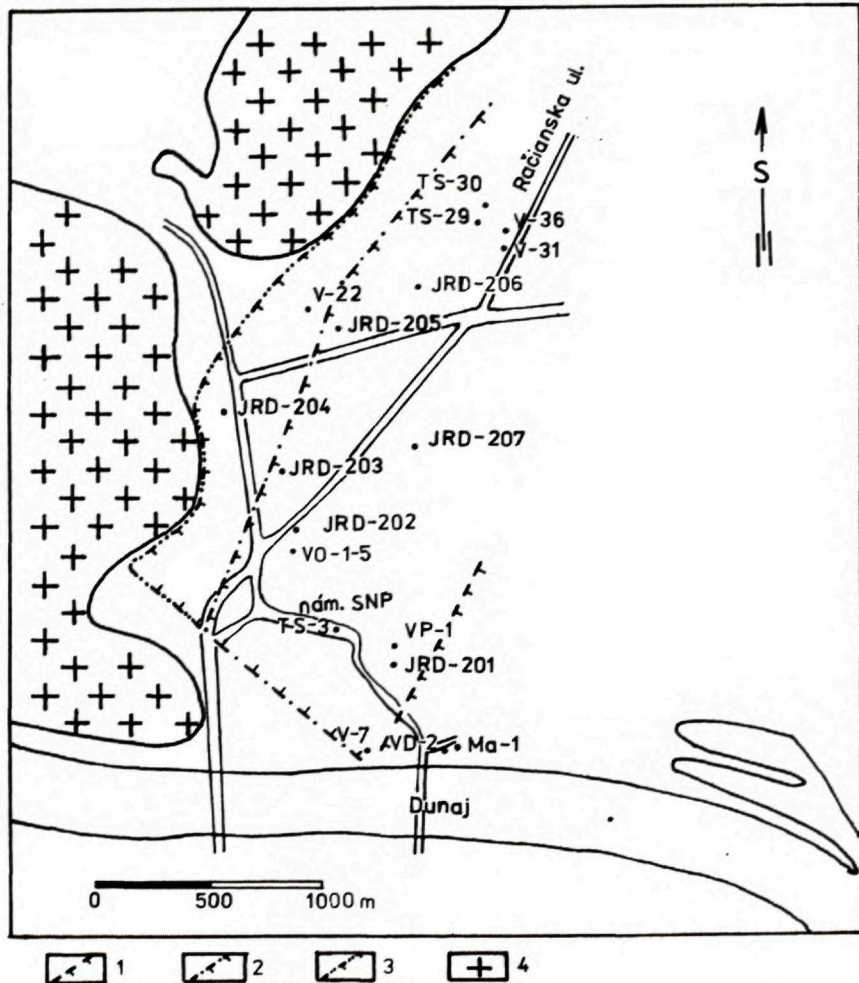 Račianska ul.
S
TS-30
TS-29
V-36
V-31
JRD-206
V-22
JRD-205
JRD-204
JRD-207
JRD-203
JRD-202
VO-1-5
nám. SNP
TS-3
VP-1
JRD-201
V-7
AVD-2
Ma-1
Dunaj
0 500 1000 m
1 2 3 4